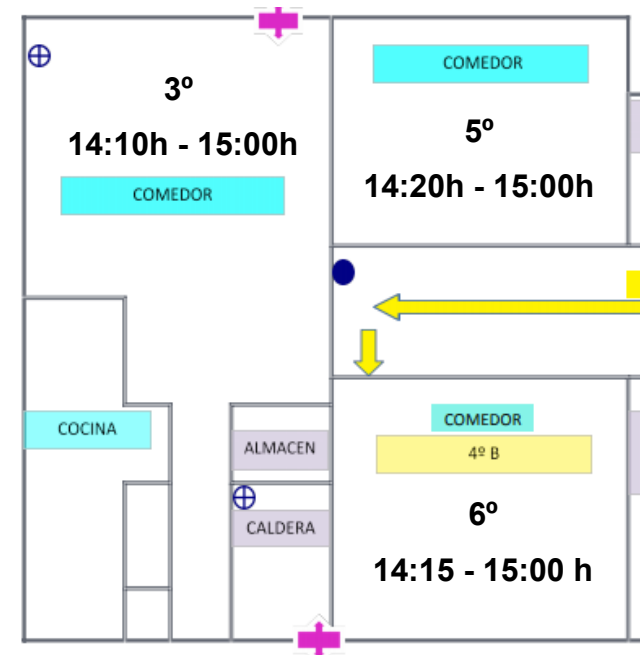 3º
14:10h - 15:00h
COMEDOR
COMEDOR
5º
14:20h - 15:00h
COCINA
ALMACEN
CALDERA
COMEDOR
4º B
6º
14:15 - 15:00 h